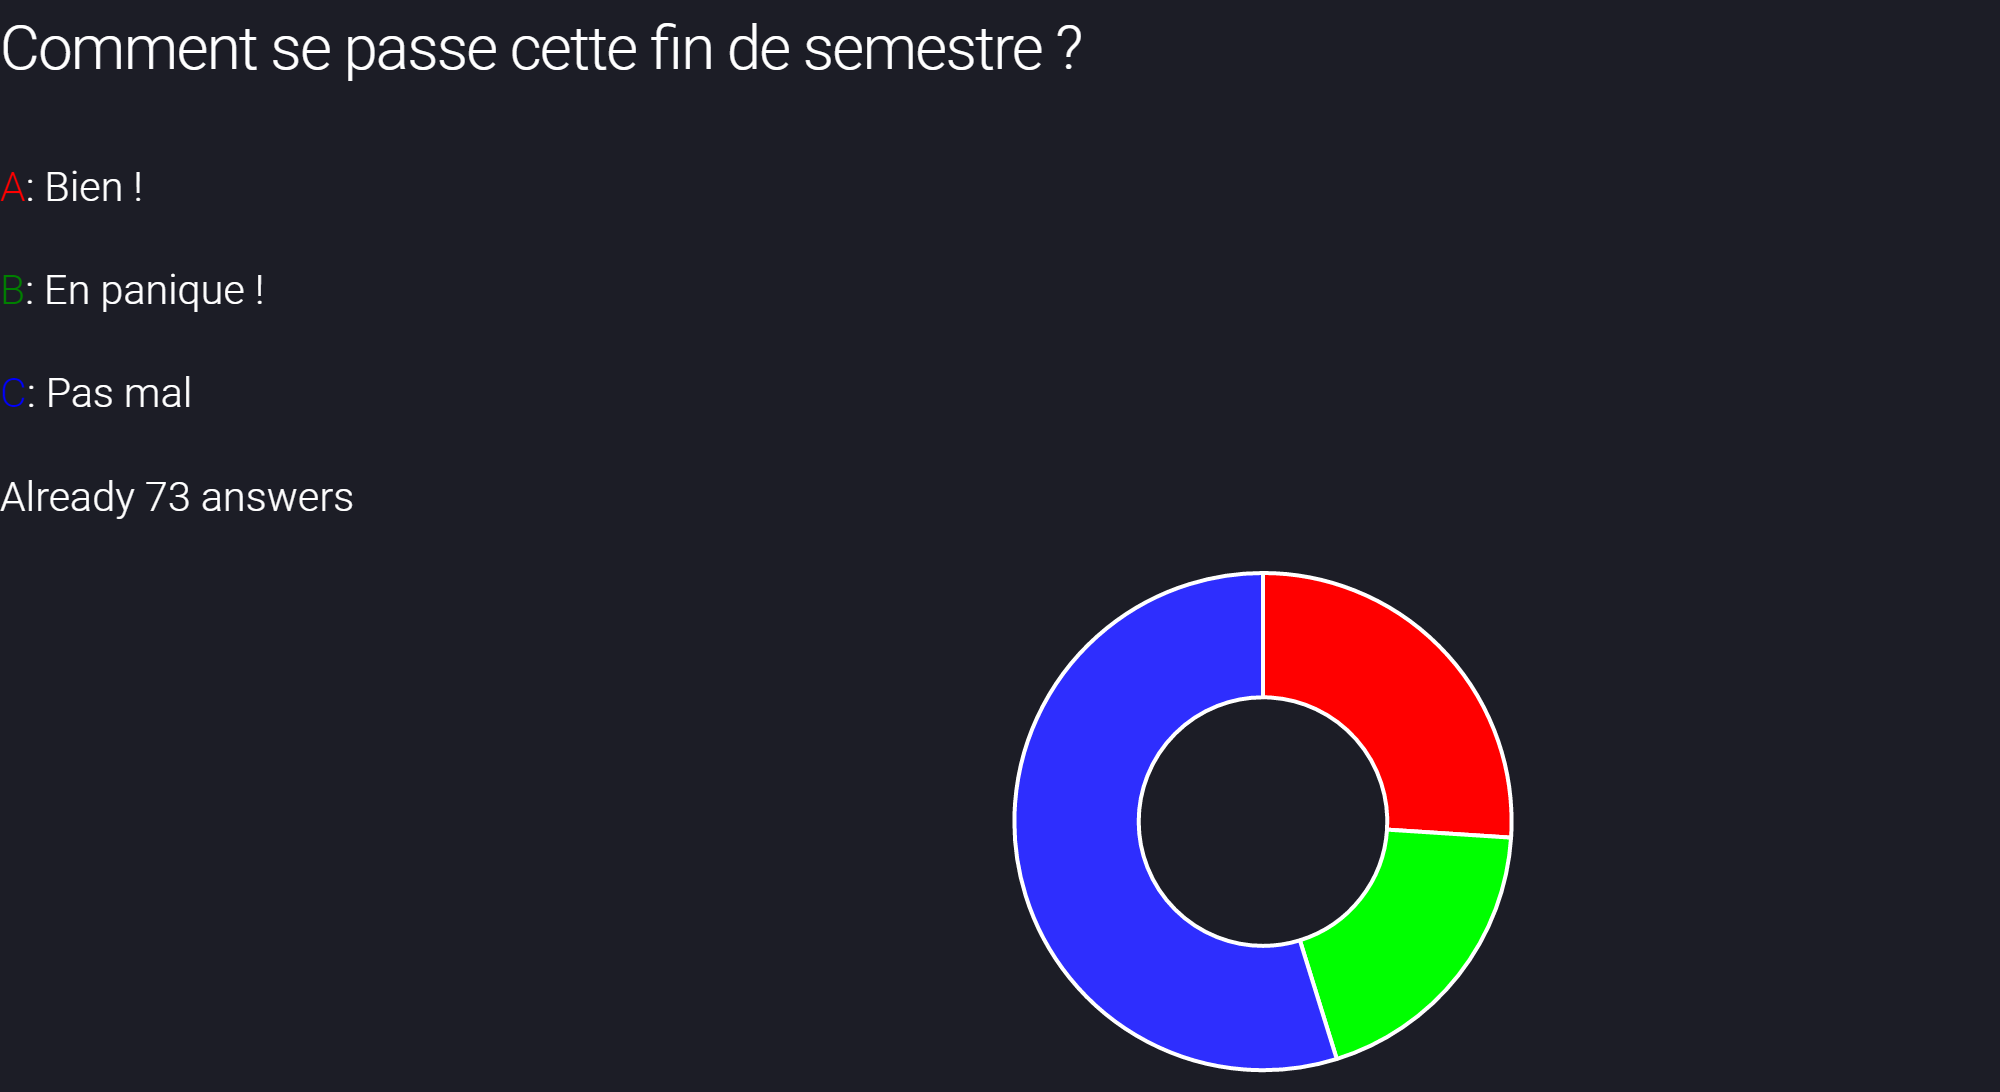 Comment se passe cette fin de semestre ?
A: Bien !
B: En panique !
C: Pas mal
Already 73 answers